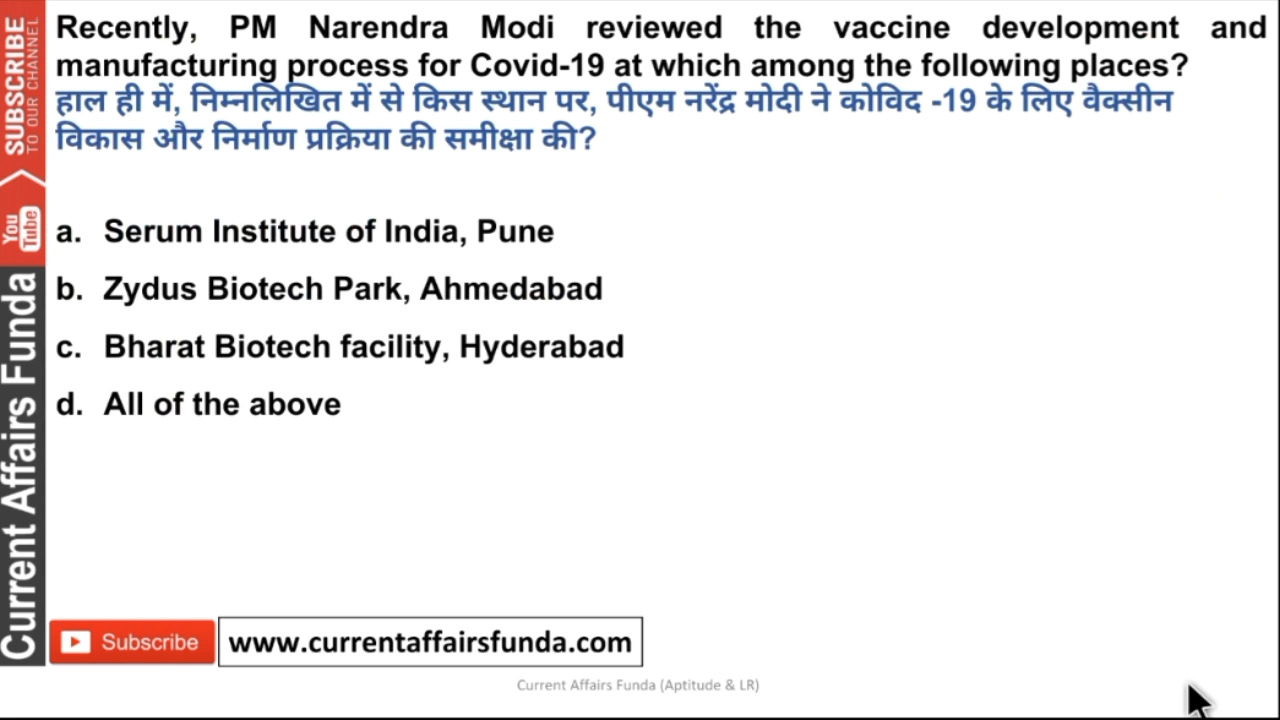 Recently, PM Narendra Modi reviewed the vaccine development and
manufacturing process for Covid-19 at which among the following places?
हाल ही में, निम्नलिखित में से किस स्थान पर, पीएम नरेंद्र मोदी ने कोविद -19 के लिए वैक्सीन
विकास और निर्माण प्रक्रिया की समीक्षा की?
a. Serum Institute of India, Pune
b. Zydus Biotech Park, Ahmedabad
c. Bharat Biotech facility, Hyderabad
d. All of the above
SUBSCRIBE
TO OUR CHANNEL
You Tube
Current Affairs Funda
Subscribe
www.currentaffairsfunda.com
Current Affairs Funda (Aptitude & LR)